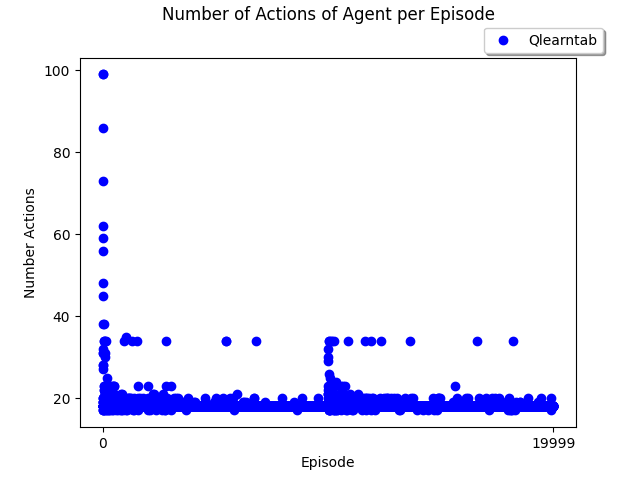 Number of Actions of Agent per Episode
Qlearntab
100
80
60
40
20
Number Actions
0
19999
Episode